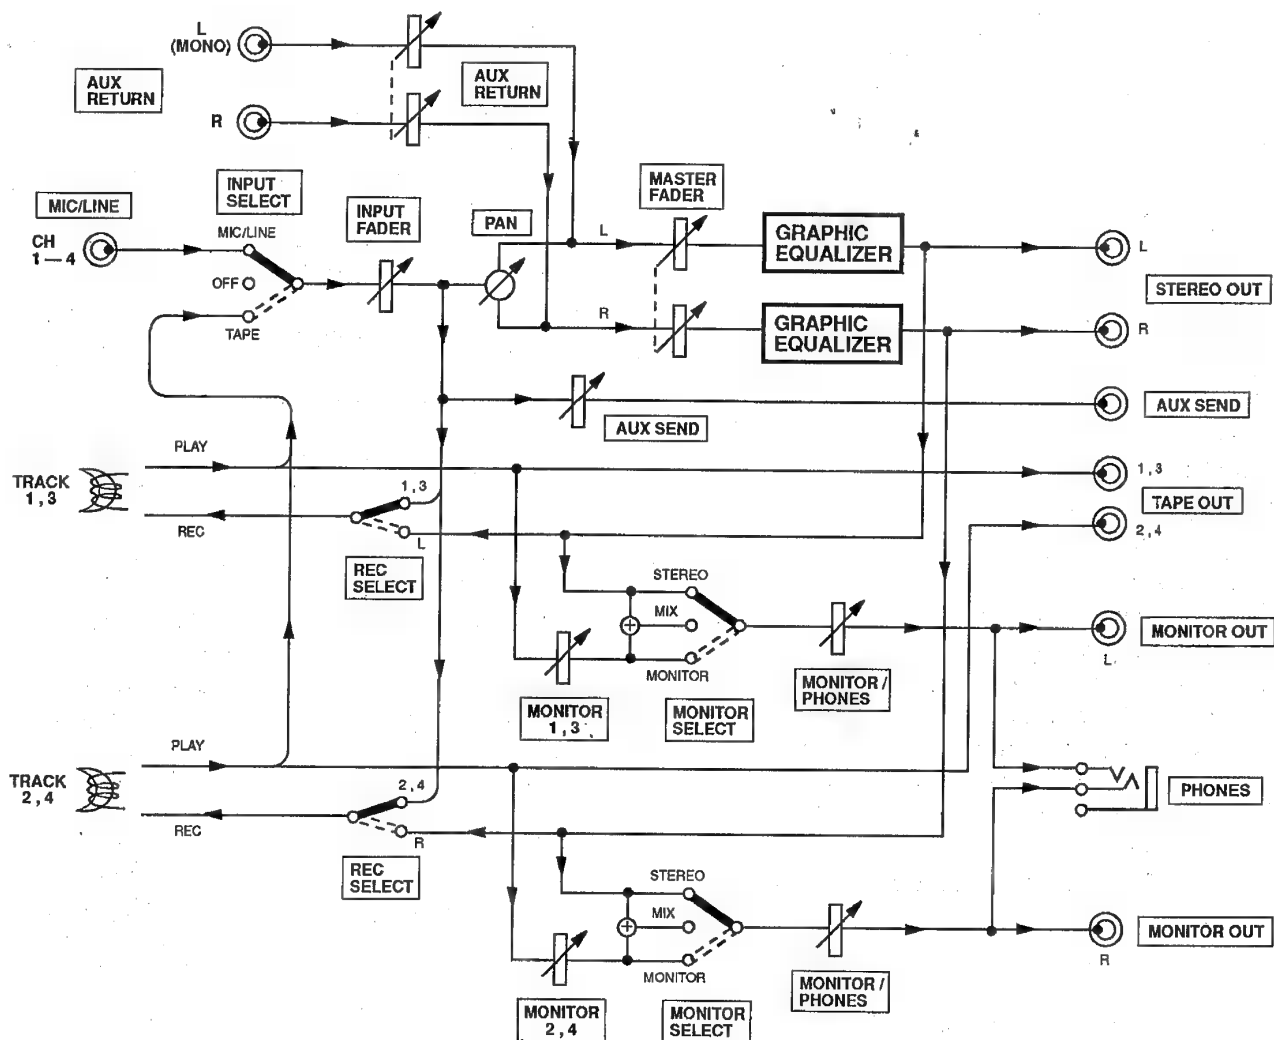 L
(MONO)
AUX
RETURN
AUX
RETURN
R
INPUT
SELECT
MASTER
FADER
MIC/LINE
INPUT
FADER
PAN
MIC/LINE
CH
1—4
L
GRAPHIC
EQUALIZER
L
OFF
STEREO OUT
R
GRAPHIC
EQUALIZER
R
TAPE
AUX SEND
AUX SEND
PLAY
TRACK
1,3
1,3
1,3
TAPE OUT
REC
L
2,4
REC
SELECT
STEREO
MIX
MONITOR OUT
L
MONITOR
MONITOR /
PHONES
MONITOR
1,3
MONITOR
SELECT
PLAY
TRACK
2,4
2,4
PHONES
REC
R
REC
SELECT
STEREO
MIX
MONITOR OUT
R
MONITOR
MONITOR /
PHONES
MONITOR
2,4
MONITOR
SELECT